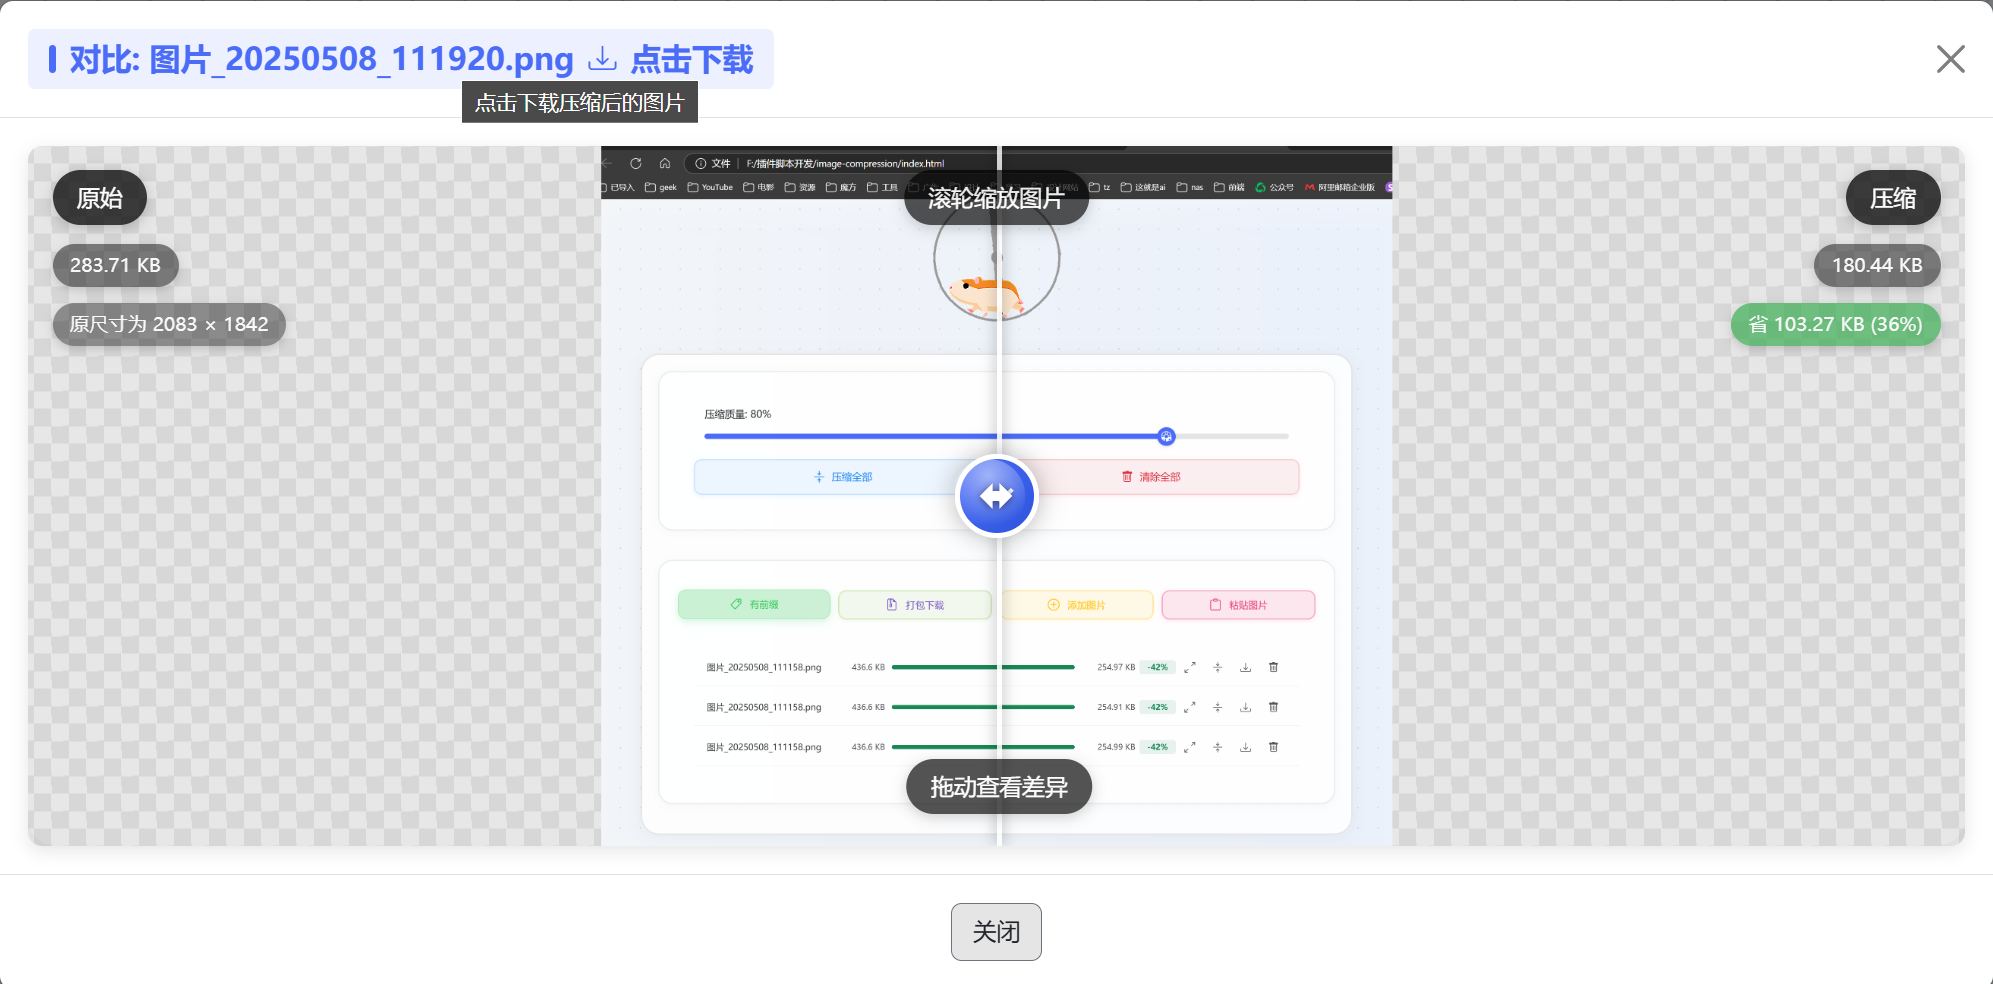 对比: 图片_20250508_111920.png 点击下载
点击下载压缩后的图片
原始
283.71 KB
原尺寸为 2083 × 1842
文件 F:/插件脚本开发/image-compression/index.html
已导入 geek YouTube 电影 资源 魔方 工具 tz 这就是ai nas 前端 公众号 阿里邮箱企业版
滚轮缩放图片
压缩
180.44 KB
省 103.27 KB (36%)
压缩质量: 80%
压缩全部 清除全部
有前缀 打包下载 添加图片 粘贴图片
图片_20250508_111158.png 436.6 KB 254.97 KB -42%
图片_20250508_111158.png 436.6 KB 254.91 KB -42%
图片_20250508_111158.png 436.6 KB 254.99 KB -42%
拖动查看差异
关闭